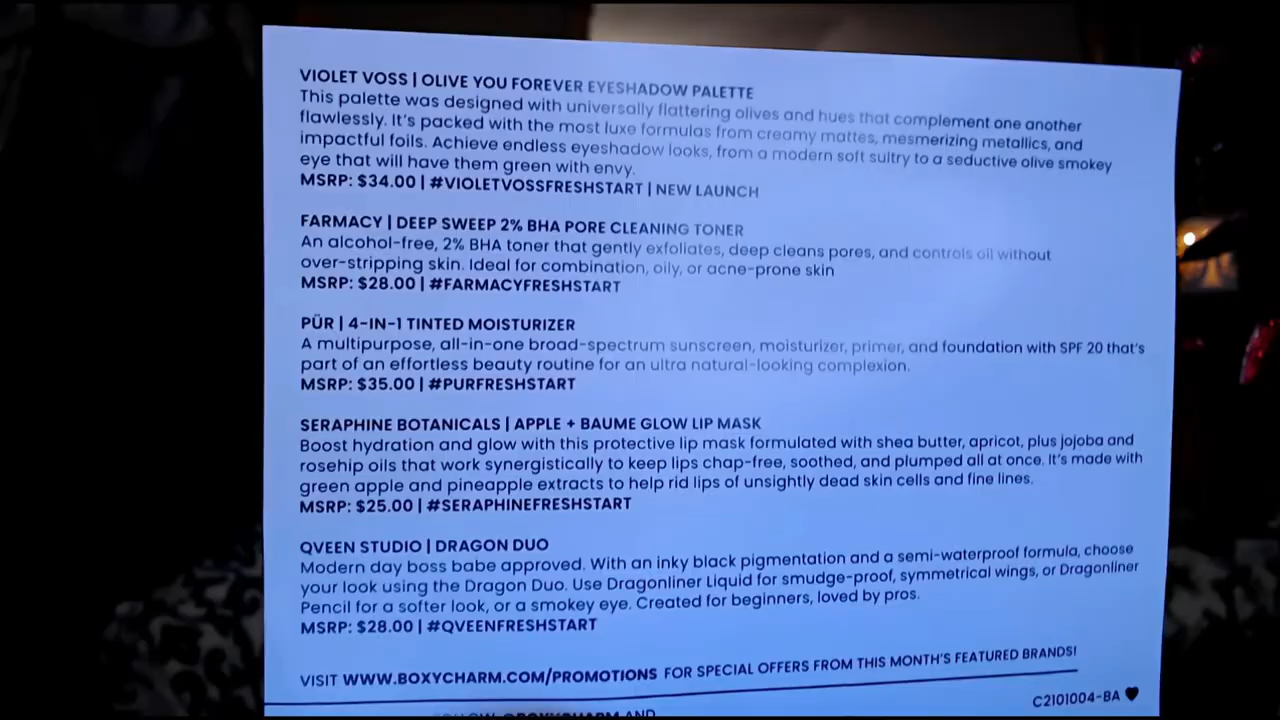 VIOLET VOSS | OLIVE YOU FOREVER EYESHADOW PALETTE
This palette was designed with universally flattering olives and hues that complement one another
flawlessly. It's packed with the most luxe formulas from creamy mattes, mesmerizing metallics, and
impactful foils. Achieve endless eyeshadow looks, from a modern soft sultry to a seductive olive smokey
eye that will have them green with envy.
MSRP: $34.00 | #VIOLETVOSSFRESHSTART | NEW LAUNCH
FARMACY | DEEP SWEEP 2% BHA PORE CLEANING TONER
An alcohol-free, 2% BHA toner that gently exfoliates, deep cleans pores, and controls oil without
over-stripping skin. Ideal for combination, oily, or acne-prone skin
MSRP: $28.00 | #FARMACYFRESHSTART
PÜR | 4-IN-1 TINTED MOISTURIZER
A multipurpose, all-in-one broad-spectrum sunscreen, moisturizer, primer, and foundation with SPF 20 that's
part of an effortless beauty routine for an ultra natural-looking complexion.
MSRP: $35.00 | #PURFRESHSTART
SERAPHINE BOTANICALS | APPLE + BAUME GLOW LIP MASK
Boost hydration and glow with this protective lip mask formulated with shea butter, apricot, plus jojoba and
rosehip oils that work synergistically to keep lips chap-free, soothed, and plumped all at once. It's made with
green apple and pineapple extracts to help rid lips of unsightly dead skin cells and fine lines.
MSRP: $25.00 | #SERAPHINEFRESHSTART
QVEEN STUDIO | DRAGON DUO
Modern day boss babe approved. With an inky black pigmentation and a semi-waterproof formula, choose
your look using the Dragon Duo. Use Dragonliner Liquid for smudge-proof, symmetrical wings, or Dragonliner
Pencil for a softer look, or a smokey eye. Created for beginners, loved by pros.
MSRP: $28.00 | #QVEENFRESHSTART
VISIT WWW.BOXYCHARM.COM/PROMOTIONS FOR SPECIAL OFFERS FROM THIS MONTH'S FEATURED BRANDS!
C2101004-BA
FOLLOW @BOXYCHARM AND